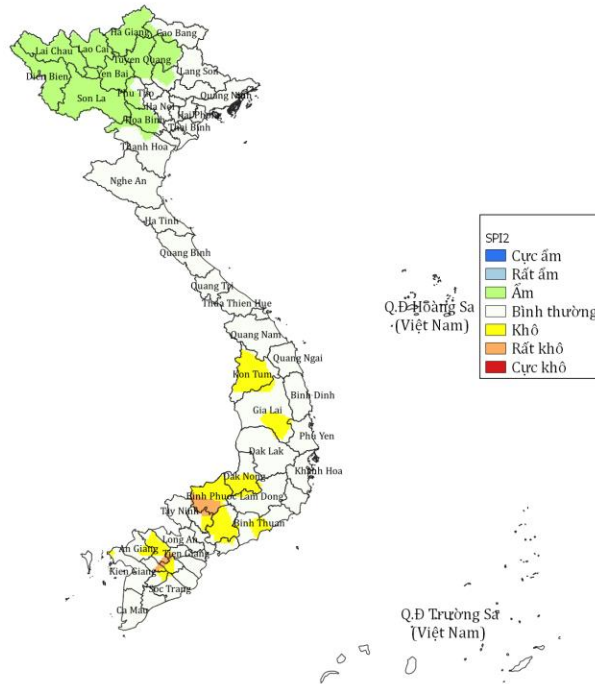 Ha Giang
Cao Bang
Lai Chau
Lao Cai
Tuyen Quang
Dien Bien
Yen Bai
Lang Son
Phu Tho
Son La
Quang Ninh
Ha Noi
Hoa Binh
Hai Phong
Thai Binh
Thanh Hoa
Nghe An
Ha Tinh
Quang Binh
Quang Tri
Thua Thien Hue
Quang Nam
Quang Ngai
Kon Tum
Binh Dinh
Gia Lai
Phu Yen
Dak Lak
Khanh Hoa
Dak Nong
Binh Phuoc
Lam Dong
Tay Ninh
Binh Thuan
Long An
An Giang
Tien Giang
Kien Giang
Soc Trang
Ca Mau
SPI2
Cực ẩm
Rất ẩm
Ẩm
Bình thường
Khô
Rất khô
Cực khô
Q.Đ Hoàng Sa
(Việt Nam)
Q.Đ Trường Sa
(Việt Nam)